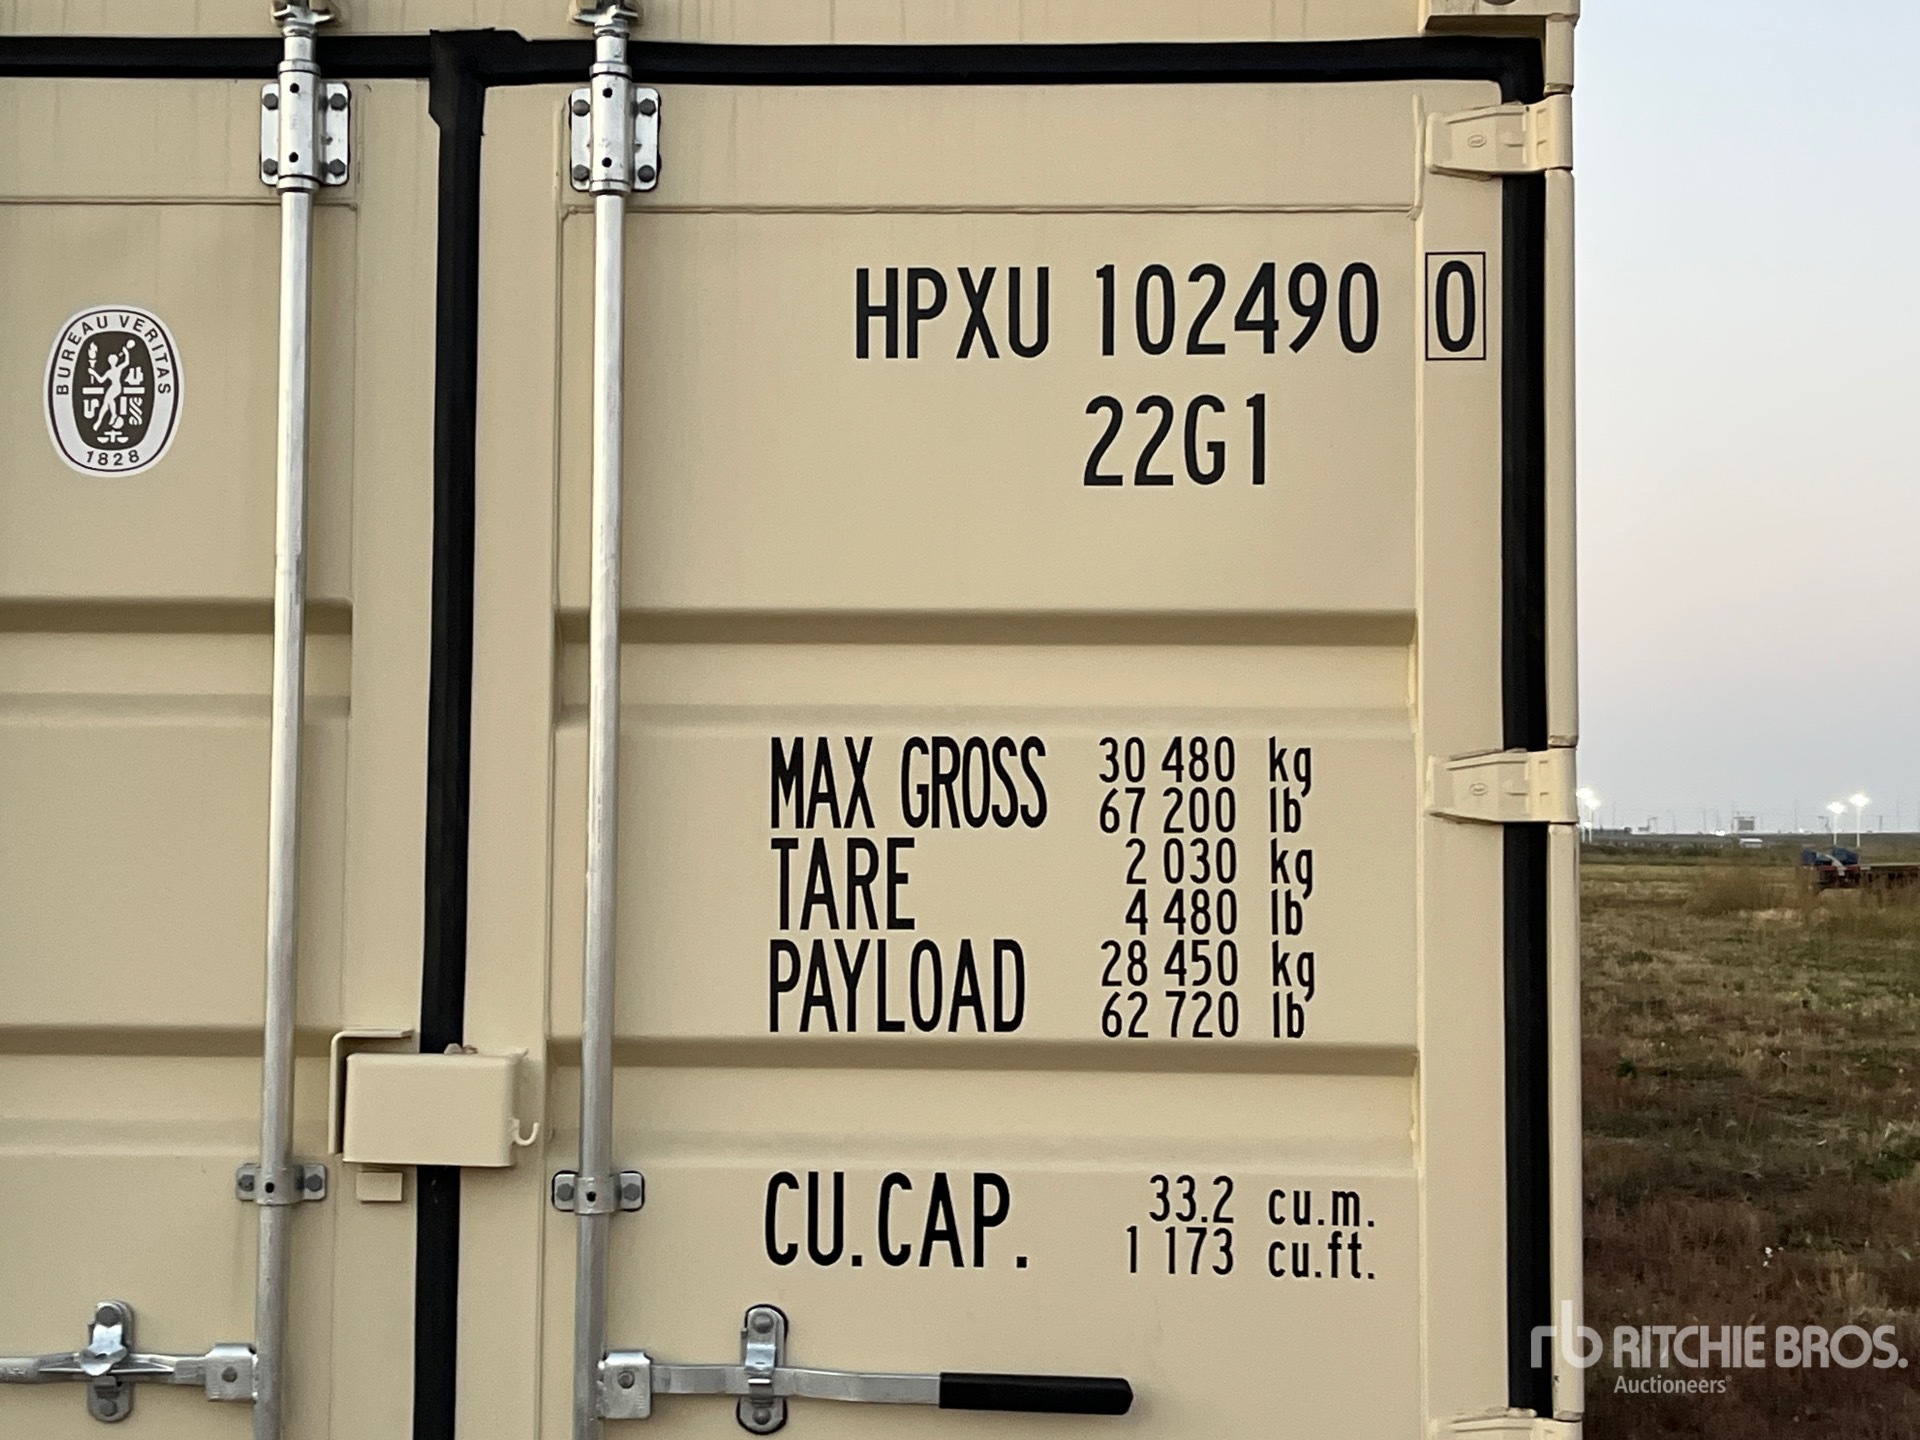 HPXU 102490 0
22G1
BUREAU VERITAS
1828
MAX GROSS 30 480 kg
67 200 lb
TARE 2 030 kg
4 480 lb
PAYLOAD 28 450 kg
62 720 lb
CU.CAP. 33.2 cu.m.
1 173 cu.ft.
rb RITCHIE BROS.
Auctioneers